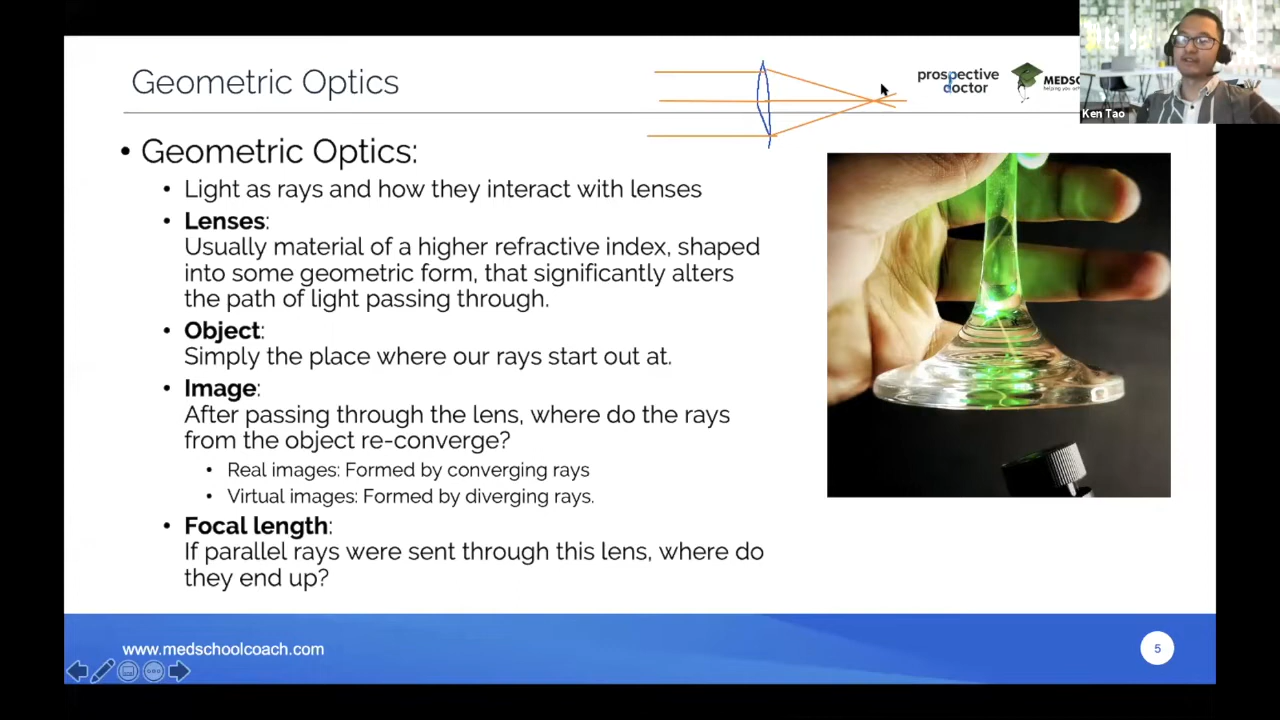 Geometric Optics
prospective
doctor
Ken Tao
• Geometric Optics:
• Light as rays and how they interact with lenses
• Lenses:
Usually material of a higher refractive index, shaped
into some geometric form, that significantly alters
the path of light passing through.
• Object:
Simply the place where our rays start out at.
• Image:
After passing through the lens, where do the rays
from the object re-converge?
• Real images: Formed by converging rays
• Virtual images: Formed by diverging rays.
• Focal length:
If parallel rays were sent through this lens, where do
they end up?
www.medschoolcoach.com
5